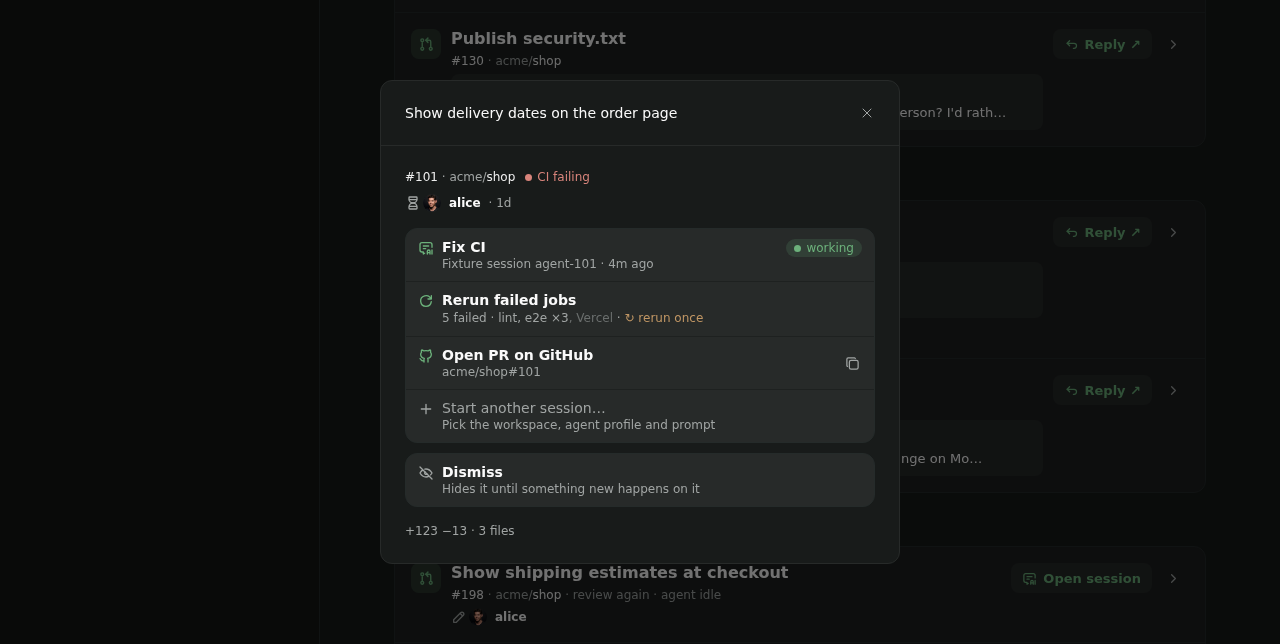 Publish security.txt
Reply ↗
#130 · acme/shop
erson? I'd rath…
Show delivery dates on the order page
#101 · acme/shop ● CI failing
alice · 1d
Reply ↗
Fix CI
working
Fixture session agent-101 · 4m ago
Rerun failed jobs
5 failed · lint, e2e ×3, Vercel · ↻ rerun once
Open PR on GitHub
acme/shop#101
Reply ↗
Start another session…
Pick the workspace, agent profile and prompt
nge on Mo…
Dismiss
Hides it until something new happens on it
+123 −13 · 3 files
Show shipping estimates at checkout
Open session
#198 · acme/shop · review again · agent idle
alice